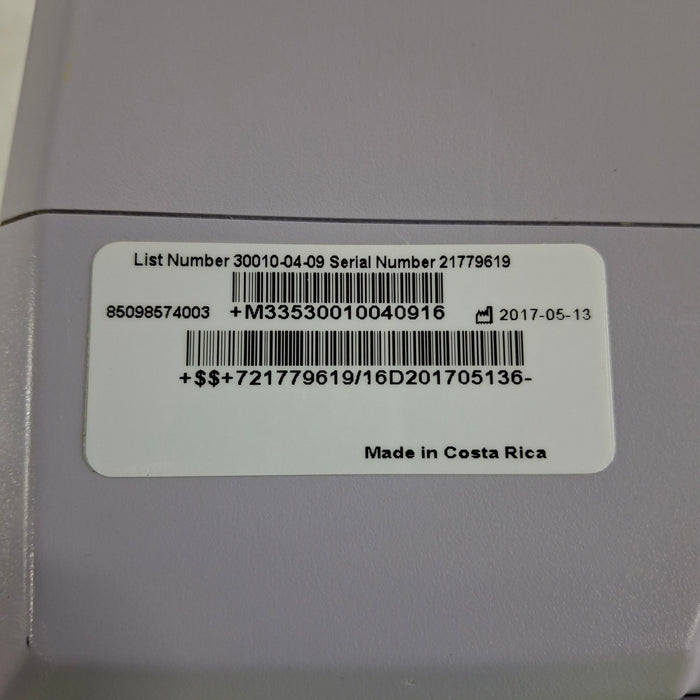 List Number 30010-04-09 Serial Number 21779619
85098574003 +M33530010040916 2017-05-13
+$$+721779619/16D201705136-
Made in Costa Rica